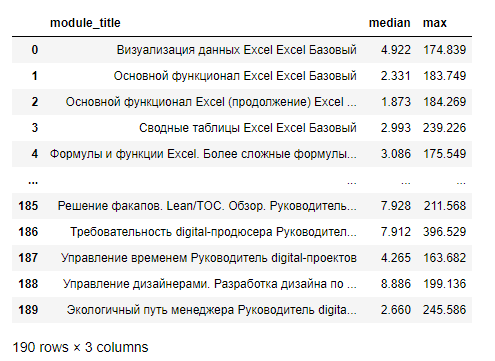 module_title median max
0 Визуализация данных Excel Excel Базовый 4.922 174.839
1 Основной функционал Excel Excel Базовый 2.331 183.749
2 Основной функционал Excel (продолжение) Excel ... 1.873 184.269
3 Сводные таблицы Excel Excel Базовый 2.993 239.226
4 Формулы и функции Excel. Более сложные формулы... 3.086 175.549
... ... ... ...
185 Решение факапов. Lean/TOC. Обзор. Руководитель... 7.928 211.568
186 Требовательность digital-продюсера Руководител... 7.912 396.529
187 Управление временем Руководитель digital-проектов 4.265 163.682
188 Управление дизайнерами. Разработка дизайна по ... 8.886 199.136
189 Экологичный путь менеджера Руководитель digita... 2.660 245.586
190 rows × 3 columns